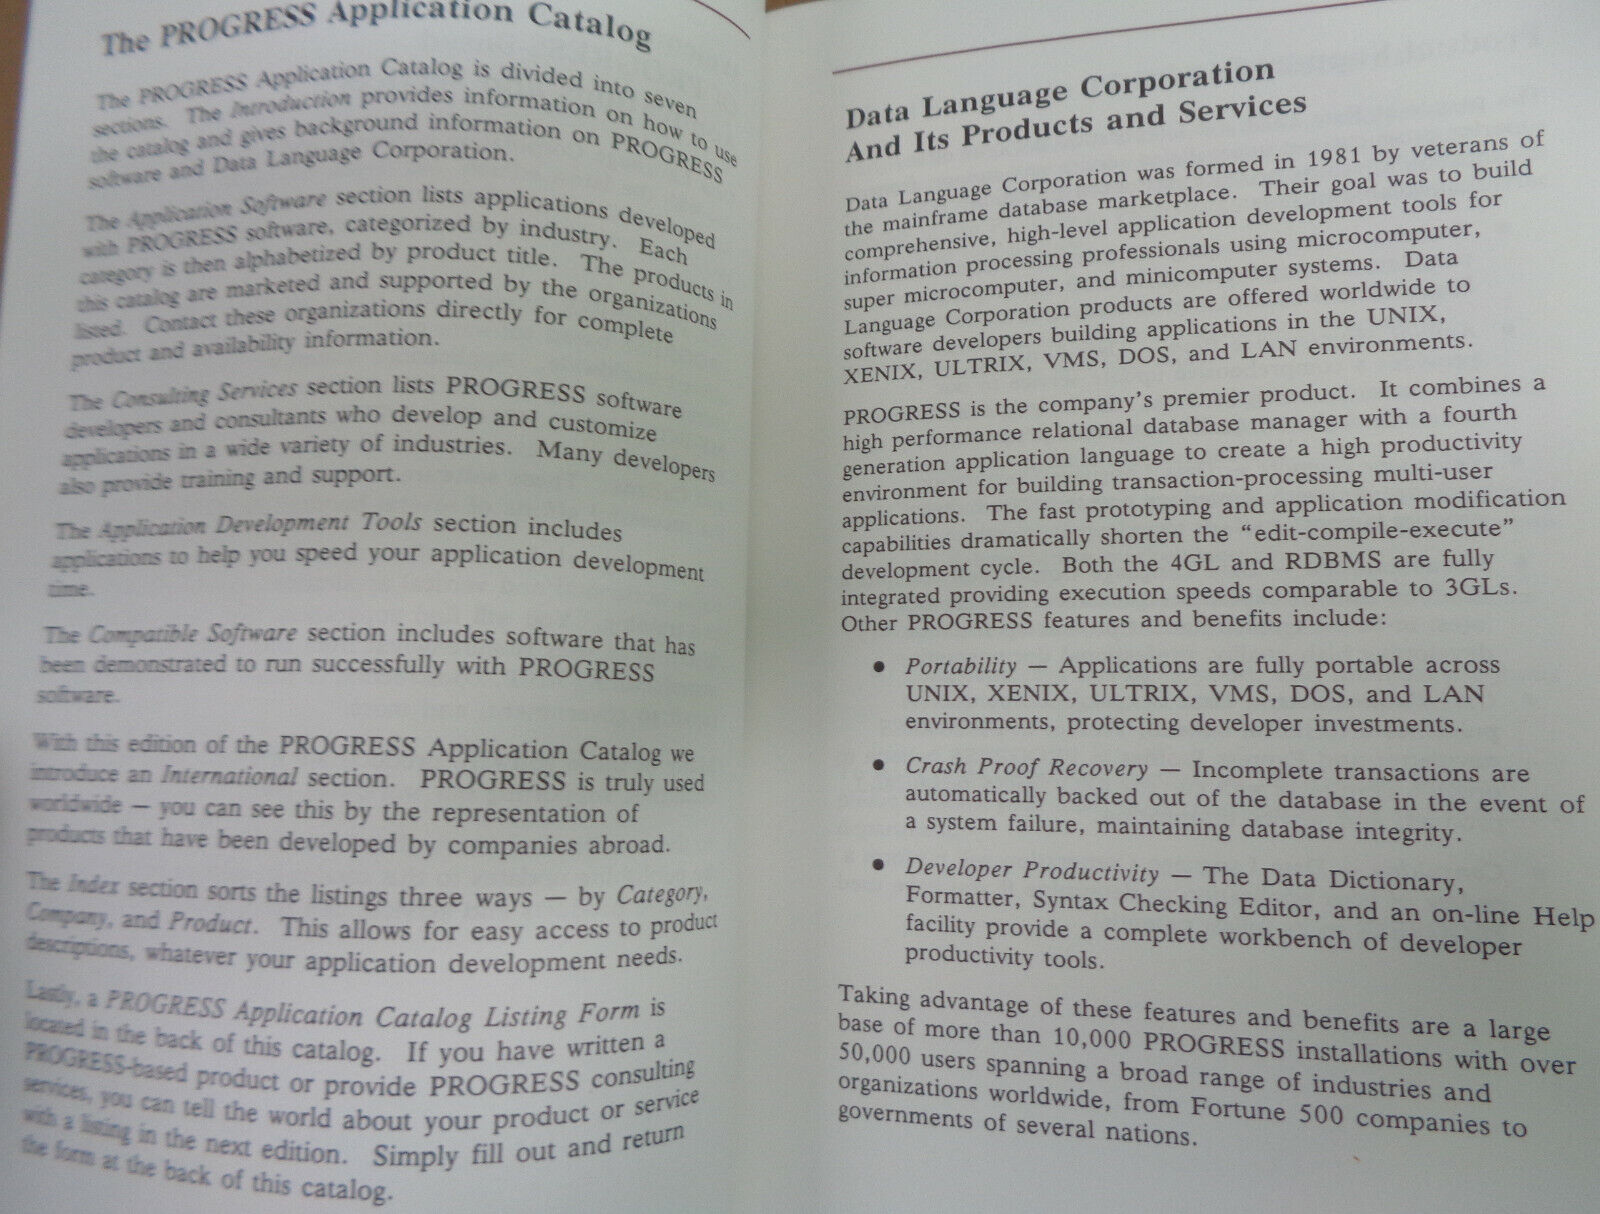 The PROGRESS Application Catalog
The PROGRESS Application Catalog is divided into seven
sections. The Introduction provides information on how to use
the catalog and gives background information on PROGRESS
software and Data Language Corporation.
The Application Software section lists applications developed
with PROGRESS software, categorized by industry. Each
category is then alphabetized by product title. The products in
this catalog are marketed and supported by the organizations
listed. Contact these organizations directly for complete
product and availability information.
The Consulting Services section lists PROGRESS software
developers and consultants who develop and customize
applications in a wide variety of industries. Many developers
also provide training and support.
The Application Development Tools section includes
applications to help you speed your application development
time.
The Compatible Software section includes software that has
been demonstrated to run successfully with PROGRESS
software.
With this edition of the PROGRESS Application Catalog we
introduce an International section. PROGRESS is truly used
worldwide — you can see this by the representation of
products that have been developed by companies abroad.
The Index section sorts the listings three ways — by Category,
Company, and Product. This allows for easy access to product
descriptions, whatever your application development needs.
Lastly, a PROGRESS Application Catalog Listing Form is
located in the back of this catalog. If you have written a
PROGRESS-based product or provide PROGRESS consulting
services, you can tell the world about your product or service
with a listing in the next edition. Simply fill out and return
the form at the back of this catalog.
Data Language Corporation
And Its Products and Services
Data Language Corporation was formed in 1981 by veterans of
the mainframe database marketplace. Their goal was to build
comprehensive, high-level application development tools for
information processing professionals using microcomputer,
super microcomputer, and minicomputer systems. Data
Language Corporation products are offered worldwide to
software developers building applications in the UNIX,
XENIX, ULTRIX, VMS, DOS, and LAN environments.
PROGRESS is the company's premier product. It combines a
high performance relational database manager with a fourth
generation application language to create a high productivity
environment for building transaction-processing multi-user
applications. The fast prototyping and application modification
capabilities dramatically shorten the "edit-compile-execute"
development cycle. Both the 4GL and RDBMS are fully
integrated providing execution speeds comparable to 3GLs.
Other PROGRESS features and benefits include:
• Portability — Applications are fully portable across
UNIX, XENIX, ULTRIX, VMS, DOS, and LAN
environments, protecting developer investments.
• Crash Proof Recovery — Incomplete transactions are
automatically backed out of the database in the event of
a system failure, maintaining database integrity.
• Developer Productivity — The Data Dictionary,
Formatter, Syntax Checking Editor, and an on-line Help
facility provide a complete workbench of developer
productivity tools.
Taking advantage of these features and benefits are a large
base of more than 10,000 PROGRESS installations with over
50,000 users spanning a broad range of industries and
organizations worldwide, from Fortune 500 companies to
governments of several nations.